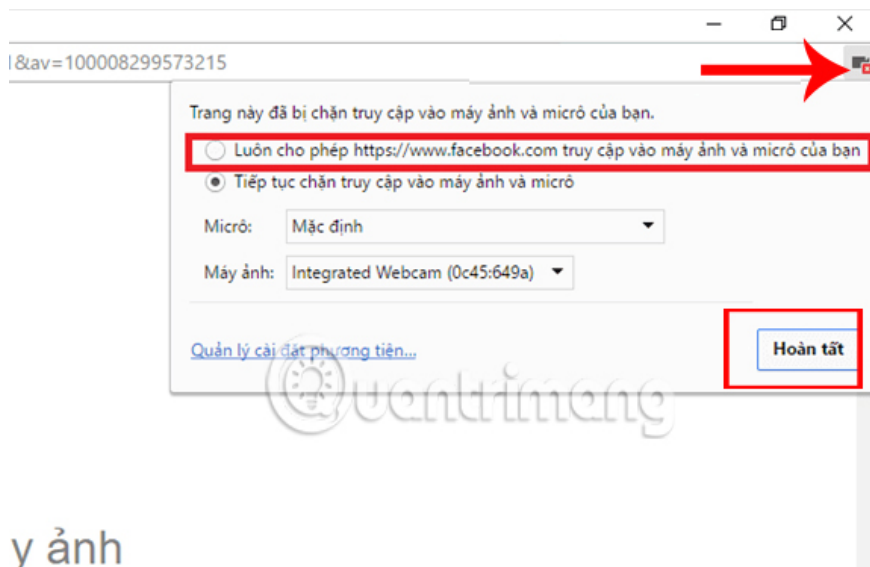 1&av=100008299573215
Trang này đã bị chặn truy cập vào máy ảnh và micrô của bạn.
Luôn cho phép https://www.facebook.com truy cập vào máy ảnh và micrô của bạn
Tiếp tục chặn truy cập vào máy ảnh và micrô
Micrô: Mặc định
Máy ảnh: Integrated Webcam (0c45:649a)
Quản lý cài đặt phương tiện... Hoàn tất
Quantrimang
y ảnh